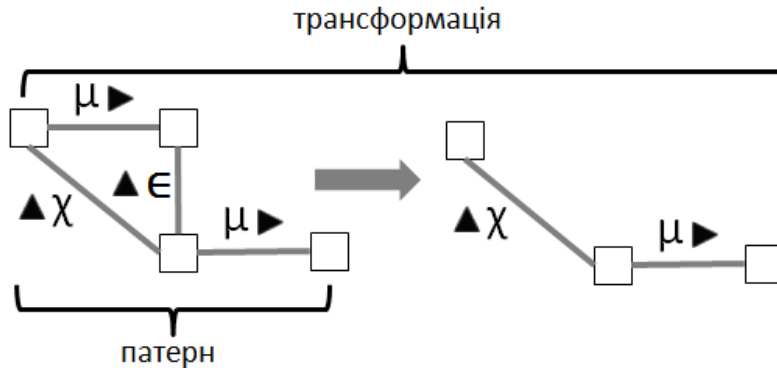 трансформація
μ ▶
▲ χ
▲ ∈
μ ▶
▲ χ
μ ▶
патерн